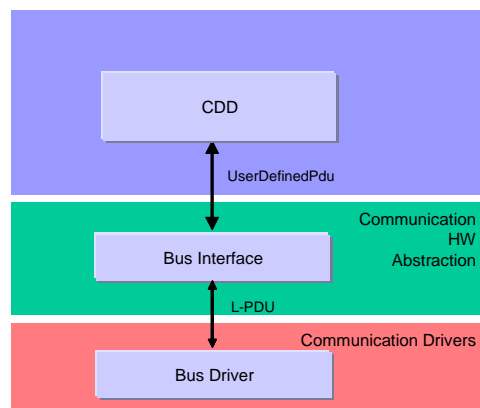 CDD
UserDefinedPdu
Communication
HW
Abstraction
Bus Interface
L-PDU
Communication Drivers
Bus Driver